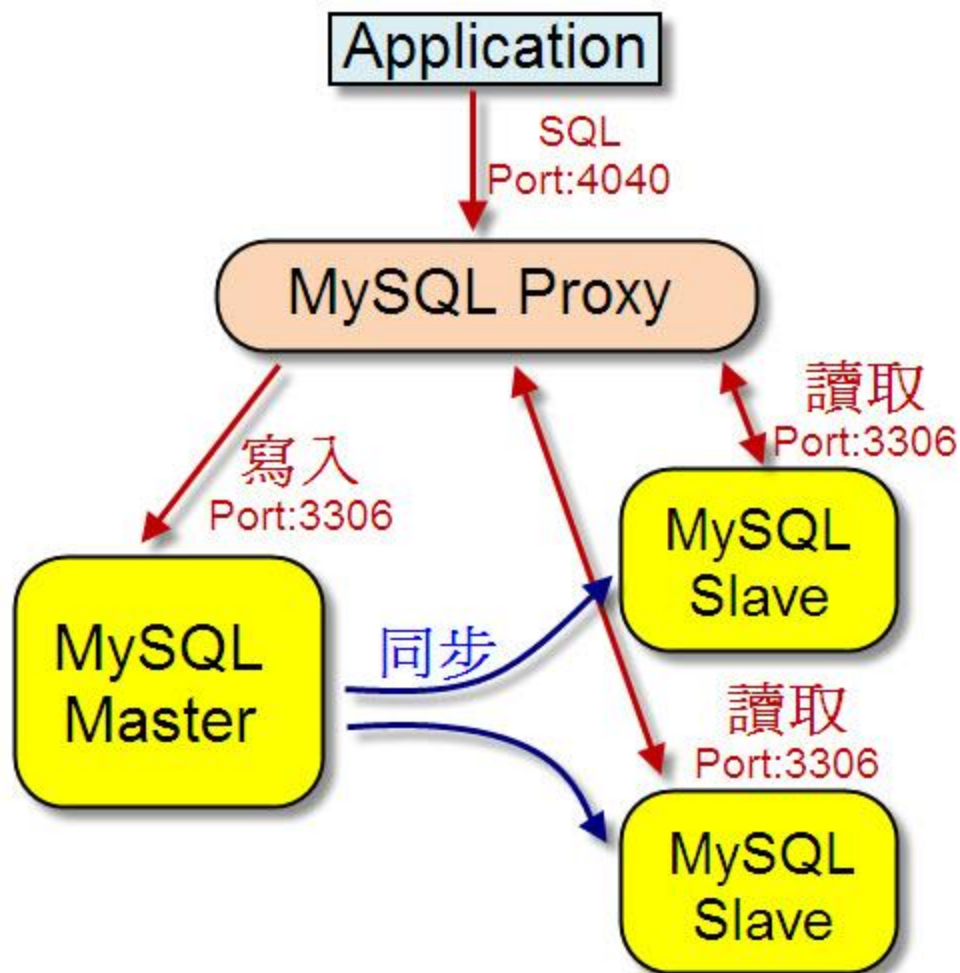 Application
SQL
Port:4040
MySQL Proxy
讀取
Port:3306
寫入
Port:3306
MySQL
Slave
同步
MySQL
Master
讀取
Port:3306
MySQL
Slave